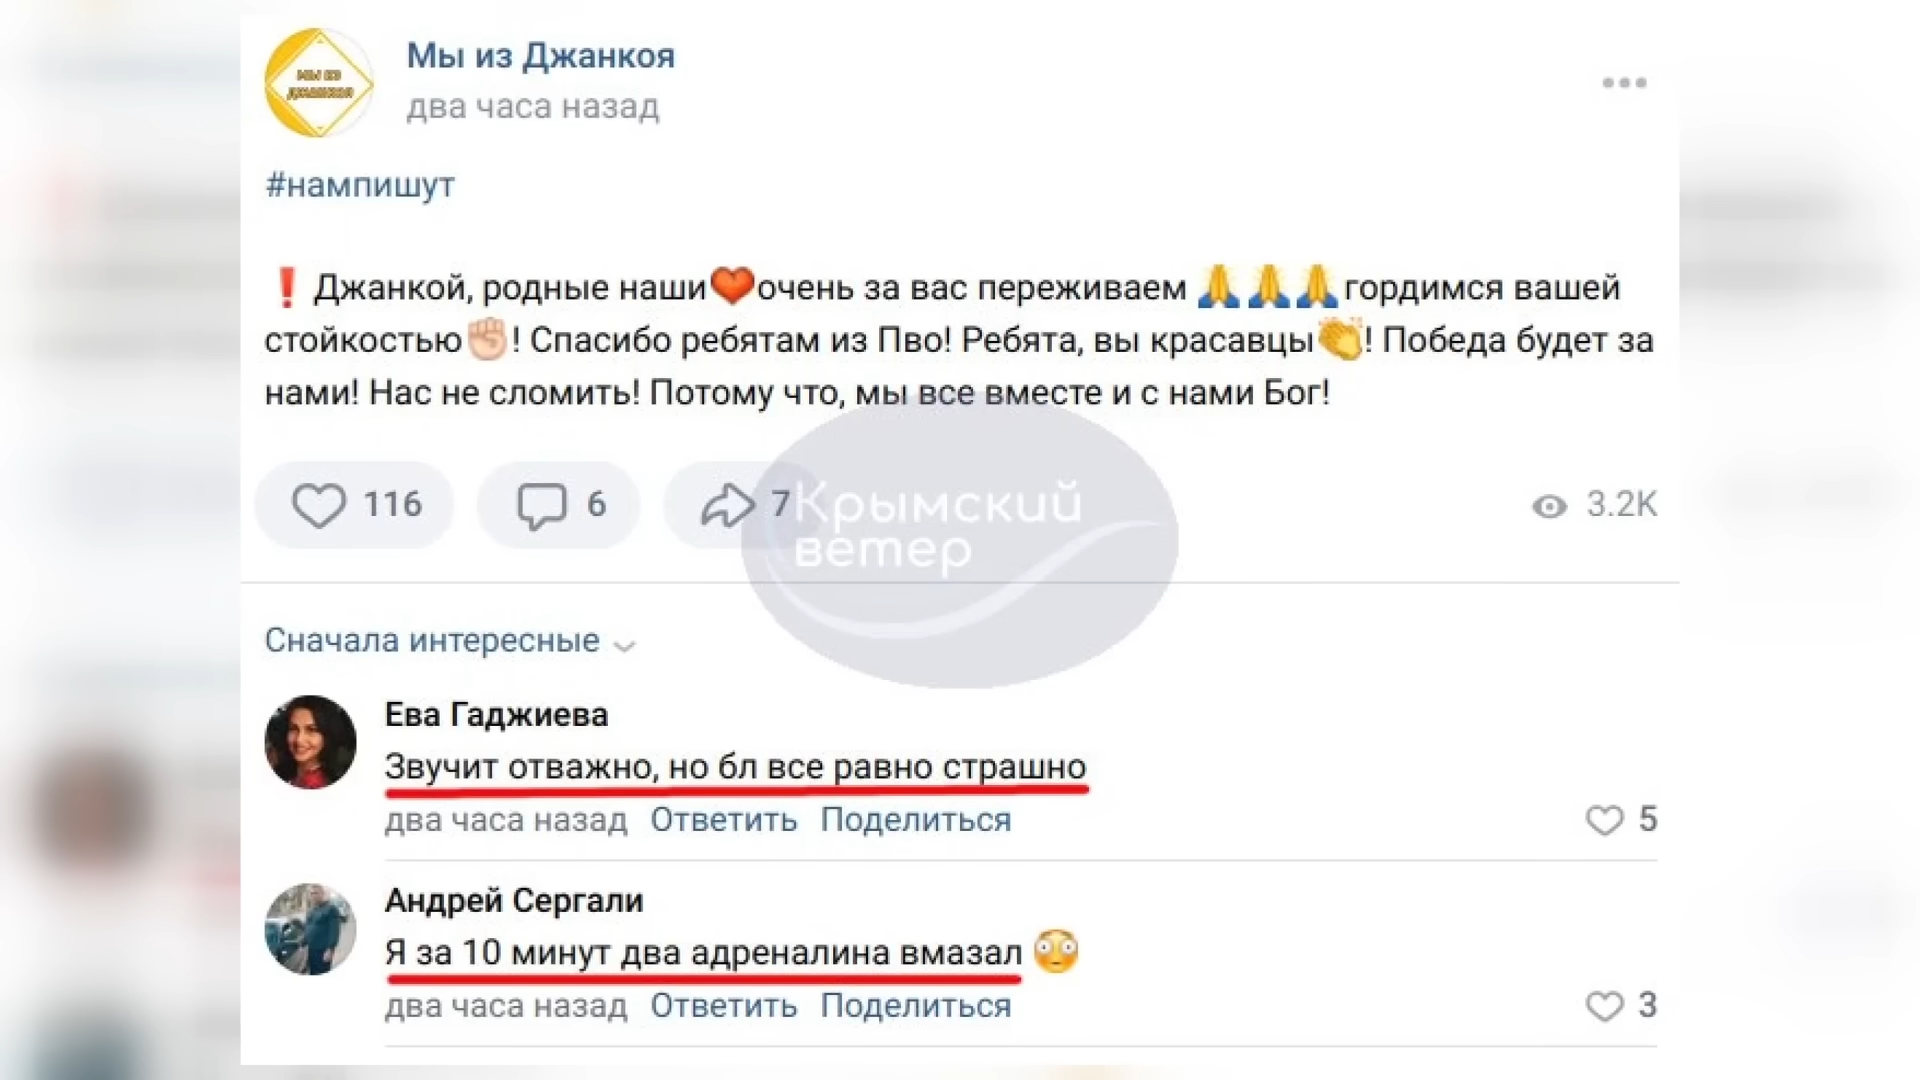 МЫ ИЗ
ДЖАНКОЯ
Мы из Джанкоя
два часа назад
#нампишут
❗ Джанкой, родные наши❤️очень за вас переживаем 🙏🙏🙏гордимся вашей
стойкостью✊🏻! Спасибо ребятам из Пво! Ребята, вы красавцы👏! Победа будет за
нами! Нас не сломить! Потому что, мы все вместе и с нами Бог!
116
6
7
3.2K
Крымский
ветер
Сначала интересные
Ева Гаджиева
Звучит отважно, но бл все равно страшно
два часа назад Ответить Поделиться
5
Андрей Сергали
Я за 10 минут два адреналина вмазал 😳
два часа назад Ответить Поделиться
3